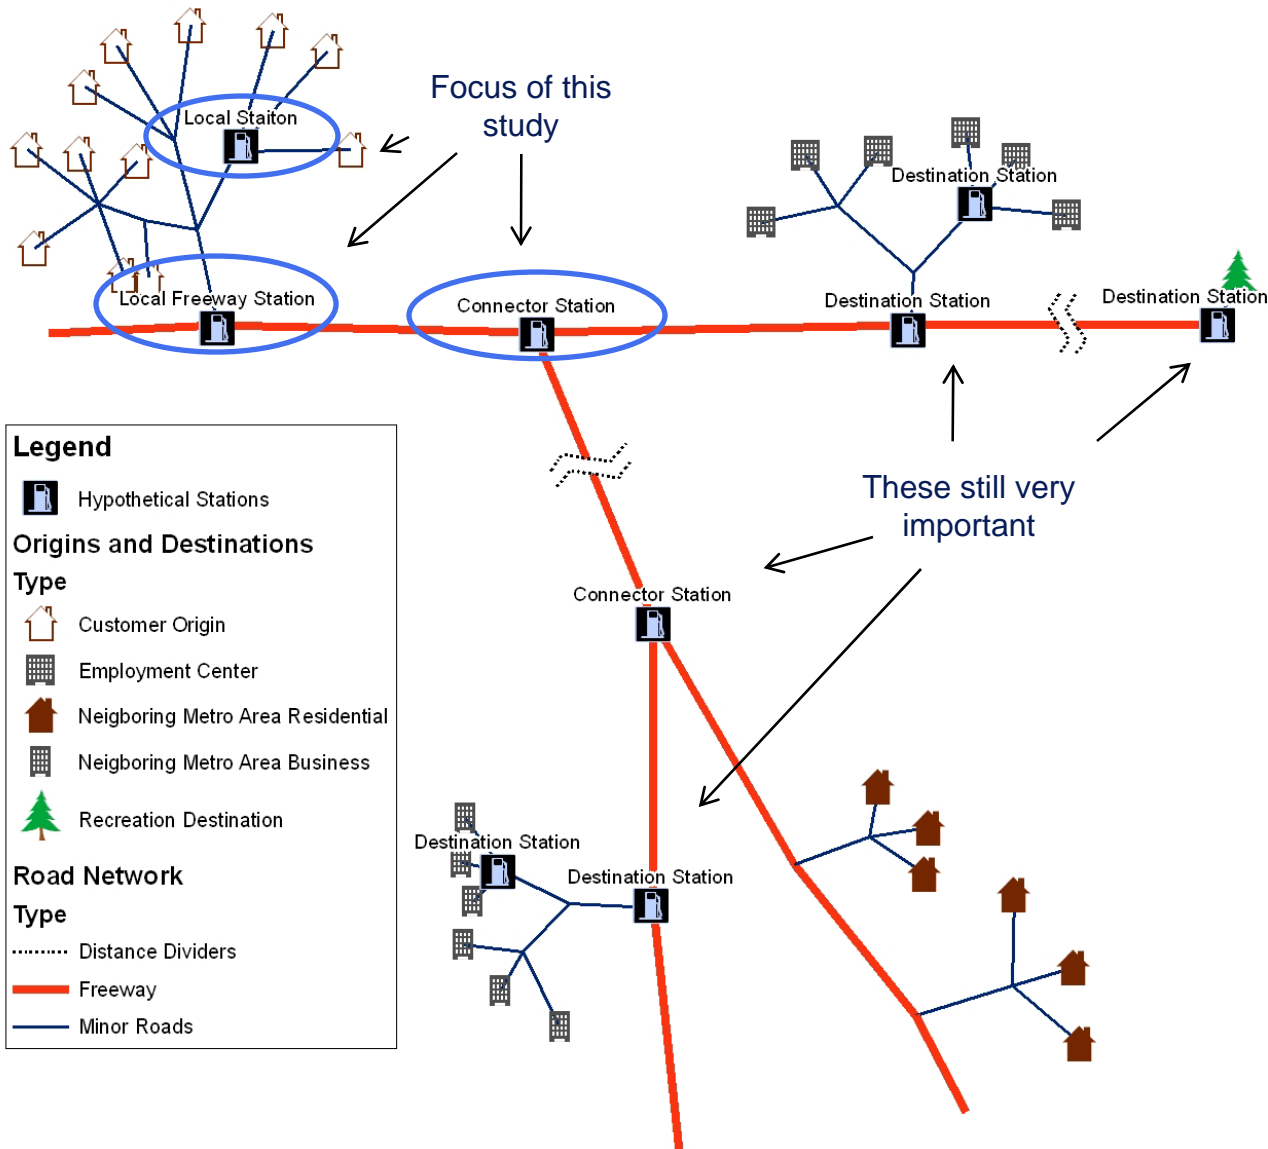 Focus of this
study
Local Staiton
Destination Station
Local Freeway Station
Connector Station
Destination Station
Destination Station
Legend
Hypothetical Stations
Origins and Destinations
Type
Customer Origin
Employment Center
Neigboring Metro Area Residential
Neigboring Metro Area Business
Recreation Destination
Road Network
Type
Distance Dividers
Freeway
Minor Roads
These still very
important
Connector Station
Destination Station
Destination Station